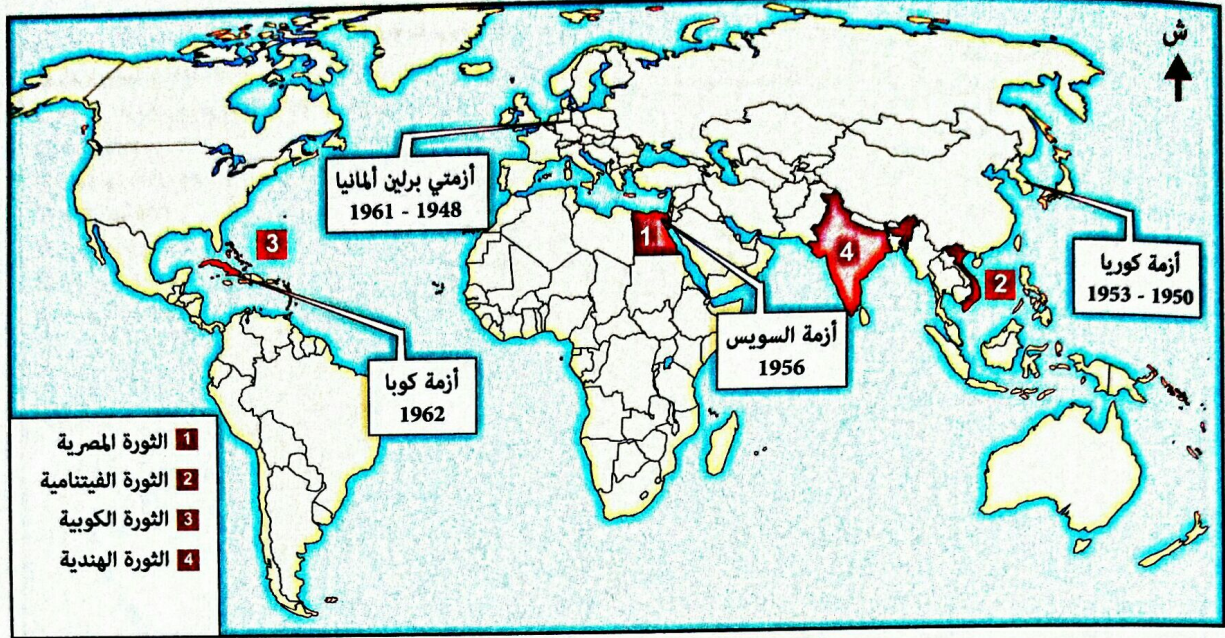 ش
أزمتي برلين ألمانيا
1948 - 1961
3
1
4
2
أزمة كوريا
1950 - 1953
أزمة السويس
1956
أزمة كوبا
1962
1 الثورة المصرية
2 الثورة الفيتنامية
3 الثورة الكوبية
4 الثورة الهندية